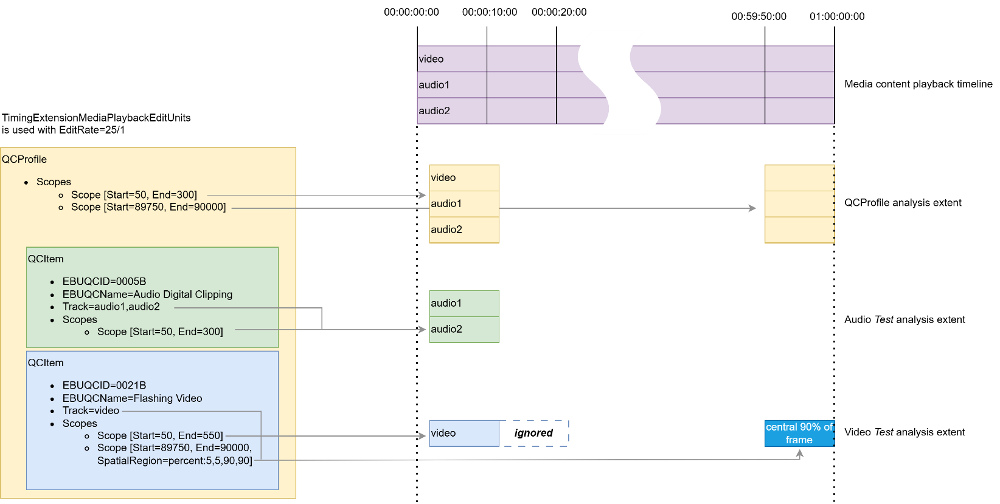 00:00:00:00 00:00:10:00 00:00:20:00 00:59:50:00 01:00:00:00
video
audio1
audio2
Media content playback timeline
TimingExtensionMediaPlaybackEditUnits
is used with EditRate=25/1
QCProfile
• Scopes
Scope [Start=50, End=300]
Scope [Start=89750, End=90000]
video
audio1
audio2
QCProfile analysis extent
QCItem
• EBUQCID=0005B
• EBUQCName=Audio Digital Clipping
• Track=audio1,audio2
• Scopes
Scope [Start=50, End=300]
audio1
audio2
Audio Test analysis extent
QCItem
• EBUQCID=0021B
• EBUQCName=Flashing Video
• Track=video
• Scopes
Scope [Start=50, End=550]
Scope [Start=89750, End=90000,
SpatialRegion=percent:5,5,90,90]
video
ignored
central 90% of
frame
Video Test analysis extent